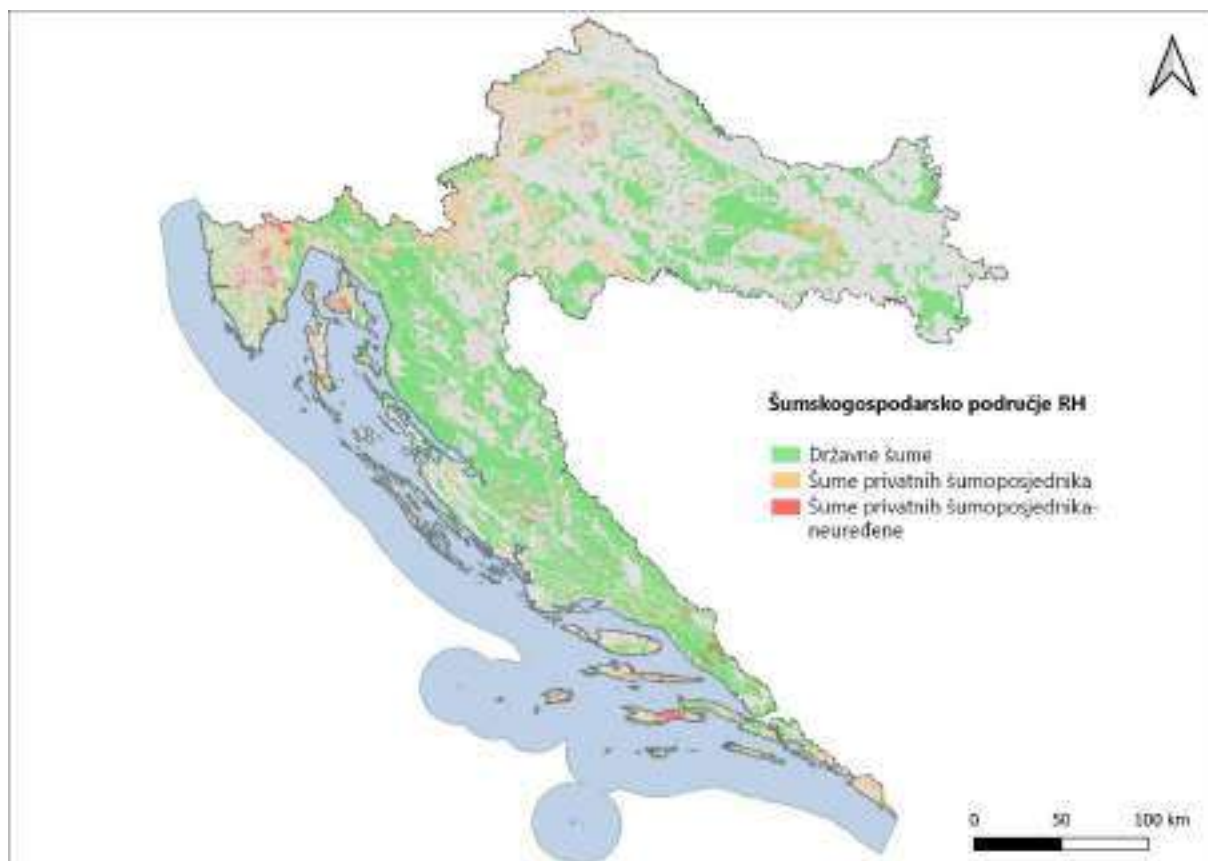 Šumskogospodarsko područje RH
Državne šume
Šume privatnih šumoposjednika
Šume privatnih šumoposjednika-
neuređene
0 50 100 km